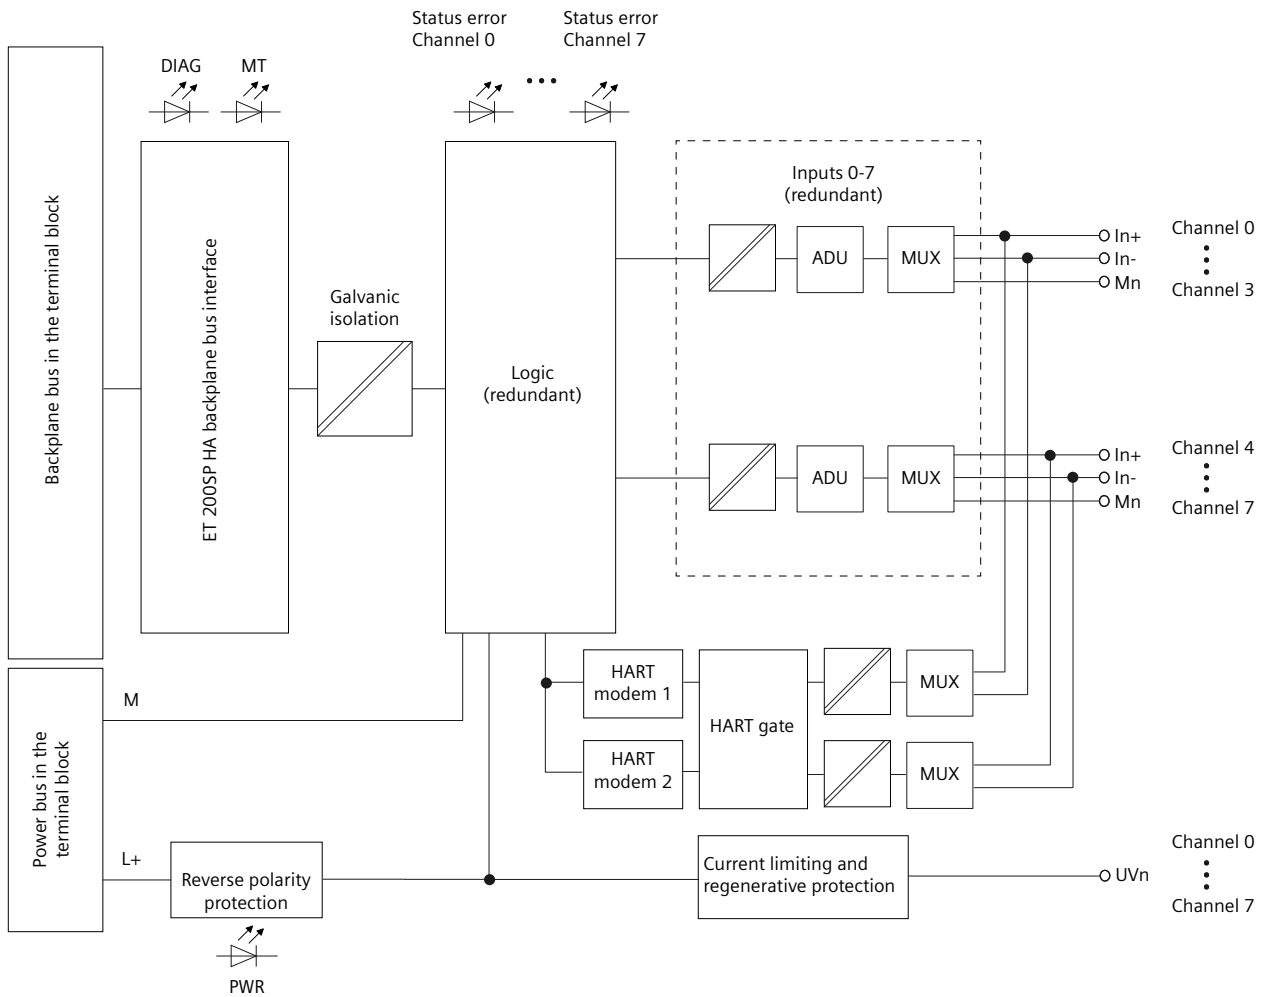 Status error
Channel 0
Status error
Channel 7
DIAG
MT
Backplane bus in the terminal block
ET 200SP HA backplane bus interface
Galvanic
isolation
Logic
(redundant)
Inputs 0-7
(redundant)
ADU
MUX
In+
In-
Mn
Channel 0
Channel 3
ADU
MUX
In+
In-
Mn
Channel 4
Channel 7
HART
modem 1
HART
modem 2
HART gate
MUX
MUX
Power bus in the
terminal block
M
L+
Reverse polarity
protection
PWR
Current limiting and
regenerative protection
UVn
Channel 0
Channel 7